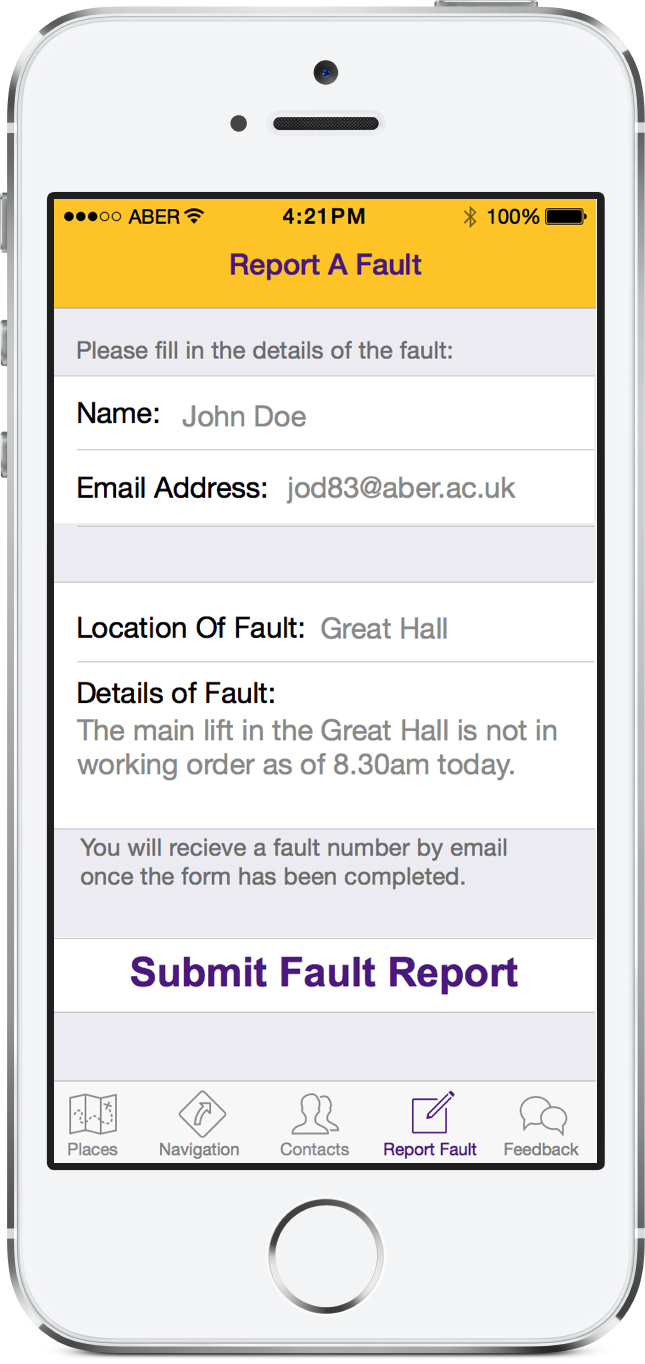 ABER 4:21PM 100%
Report A Fault
Please fill in the details of the fault:
Name: John Doe
Email Address: jod83@aber.ac.uk
Location Of Fault: Great Hall
Details of Fault:
The main lift in the Great Hall is not in
working order as of 8.30am today.
You will recieve a fault number by email
once the form has been completed.
Submit Fault Report
Places Navigation Contacts Report Fault Feedback